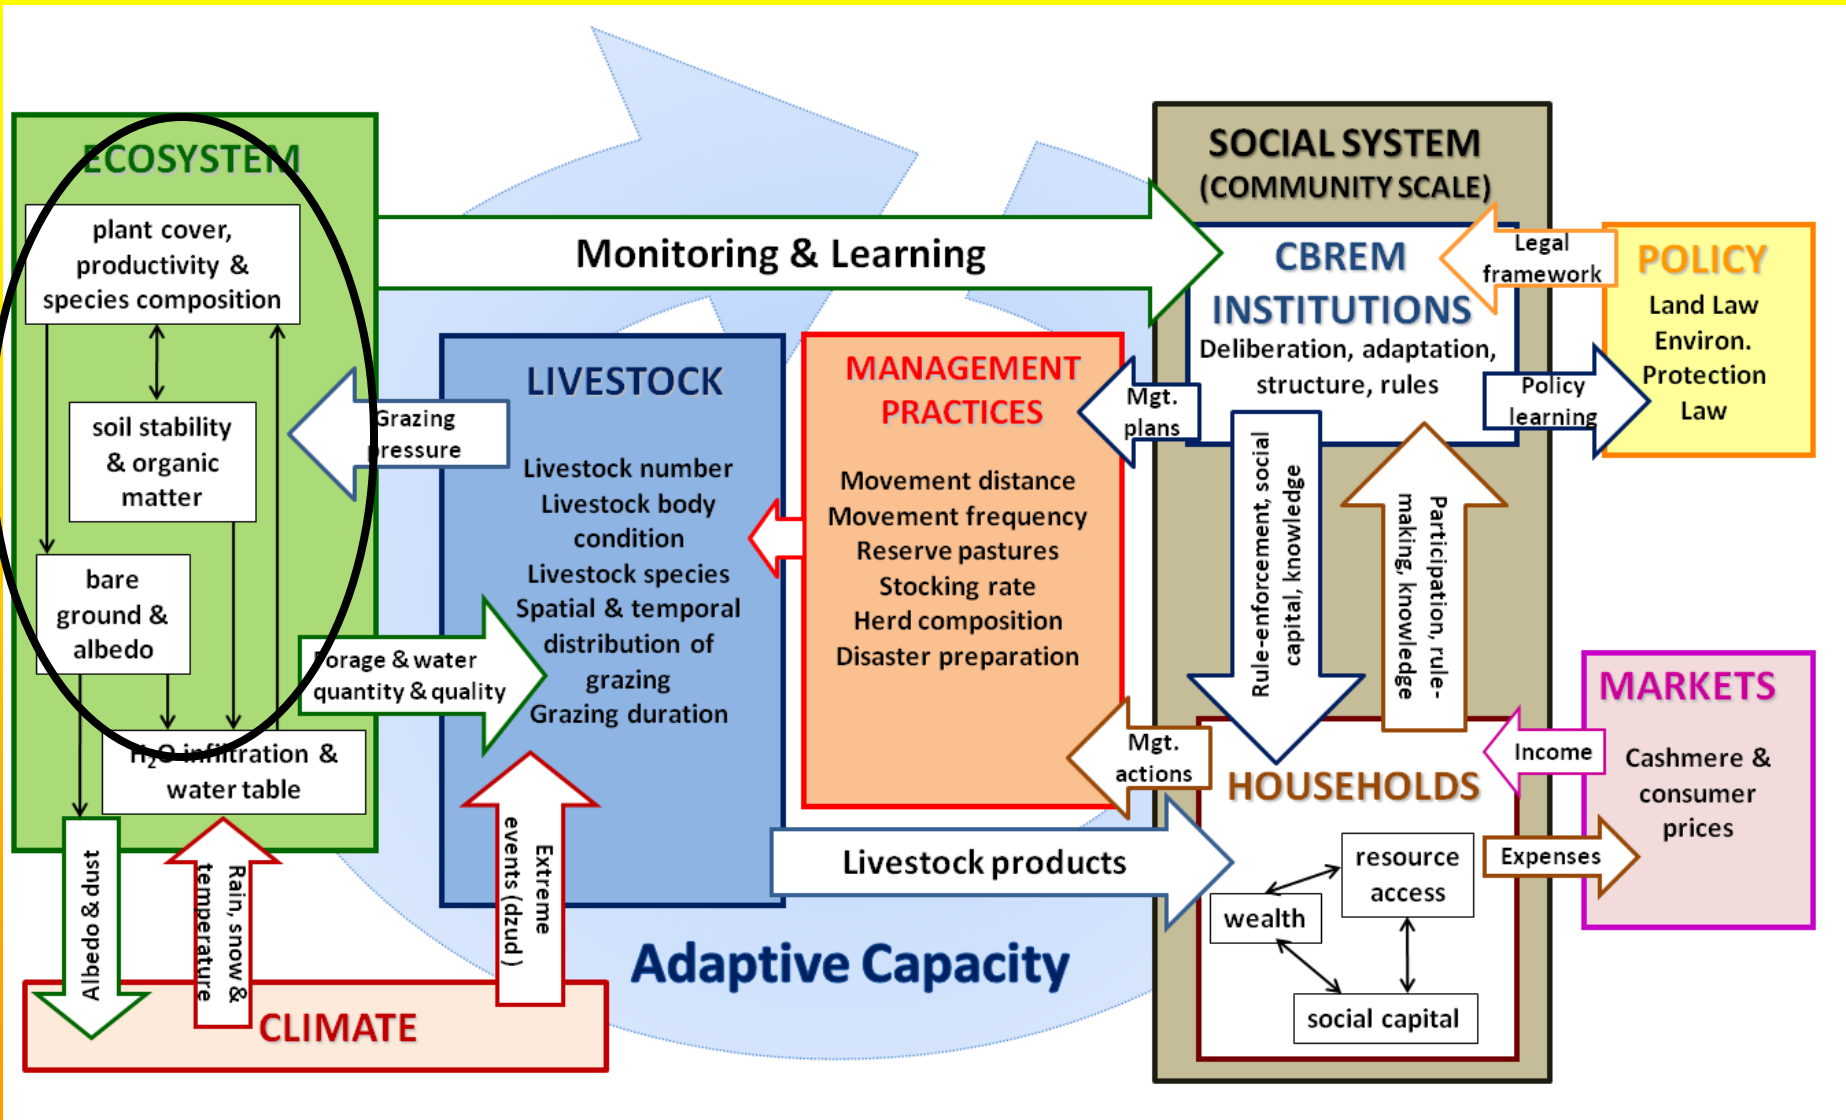 ECOSYSTEM
plant cover,
productivity &
species composition
soil stability
& organic
matter
bare
ground &
albedo
H₂O infiltration &
water table
Monitoring & Learning
Grazing
pressure
Forage & water
quantity & quality
LIVESTOCK
Livestock number
Livestock body
condition
Livestock species
Spatial & temporal
distribution of
grazing
Grazing duration
MANAGEMENT
PRACTICES
Movement distance
Movement frequency
Reserve pastures
Stocking rate
Herd composition
Disaster preparation
SOCIAL SYSTEM
(COMMUNITY SCALE)
CBREM
INSTITUTIONS
Deliberation, adaptation,
structure, rules
Legal
framework
POLICY
Land Law
Environ.
Protection
Law
Policy
learning
Mgt.
plans
Rule-enforcement, social
capital, knowledge
Participation, rule-
making, knowledge
Mgt.
actions
HOUSEHOLDS
resource
access
wealth
social capital
Income
Expenses
MARKETS
Cashmere &
consumer
prices
Livestock products
Adaptive Capacity
Albedo & dust
Rain, snow &
temperature
Extreme
events (dzud )
CLIMATE